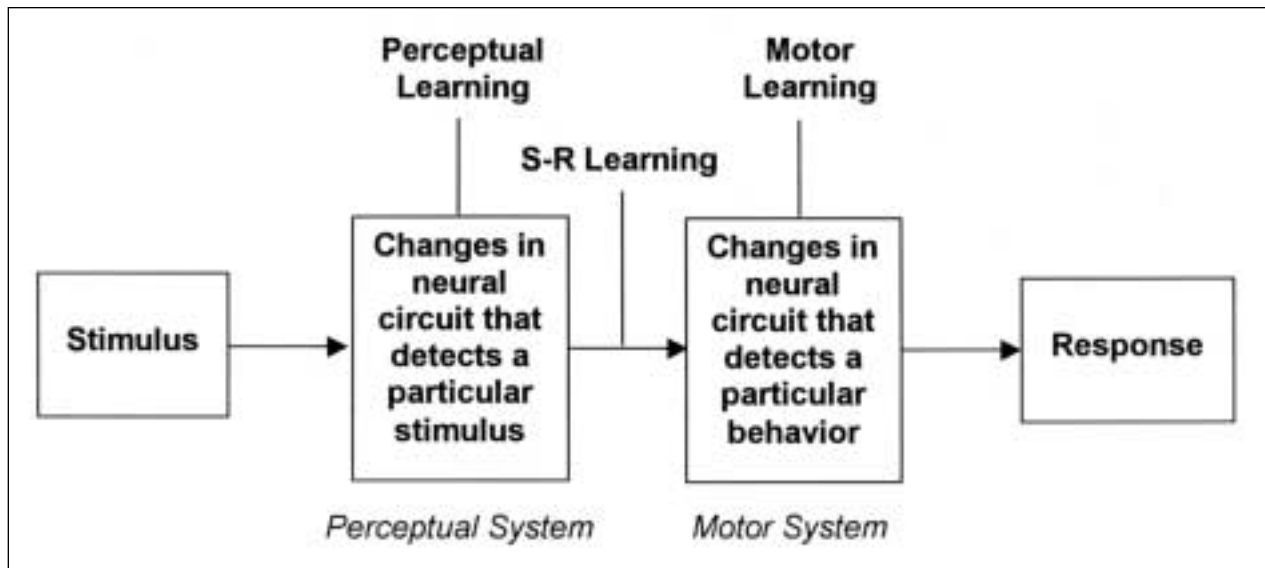 Perceptual
Learning
Motor
Learning
S-R Learning
Stimulus
Changes in
neural
circuit that
detects a
particular
stimulus
Changes in
neural
circuit that
detects a
particular
behavior
Response
Perceptual System
Motor System